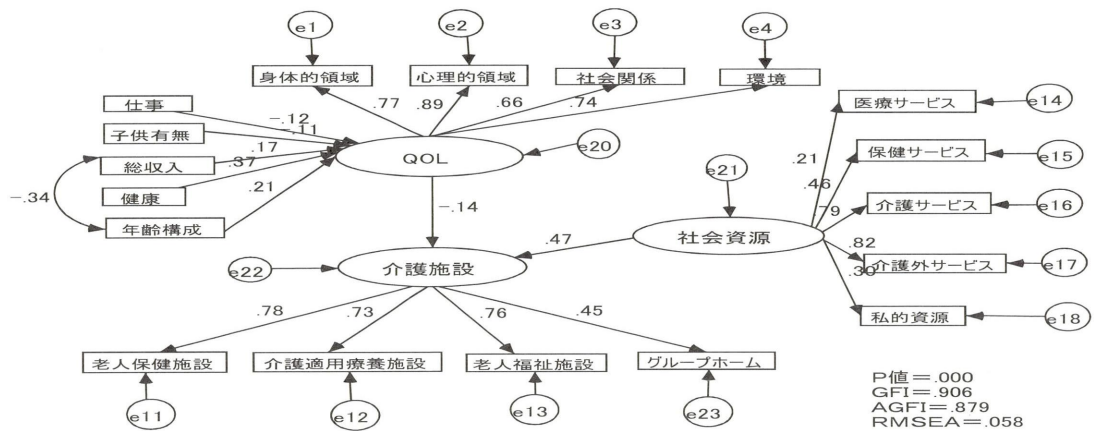 e1
e2
e3
e4
身体的領域
心理的領域
社会関係
環境
.77
.89
.66
.74
仕事
子供有無
総収入
健康
年齢構成
-.12
-.11
.17
.37
.21
-.34
QOL
e20
-.14
e21
社会資源
.47
e22
介護施設
医療サービス
e14
保健サービス
e15
介護サービス
e16
介護外サービス
e17
私的資源
e18
.21
.46
.79
.82
.30
.78
.73
.76
.45
老人保健施設
介護適用療養施設
老人福祉施設
グループホーム
e11
e12
e13
e23
P値=.000
GFI=.906
AGFI=.879
RMSEA=.058